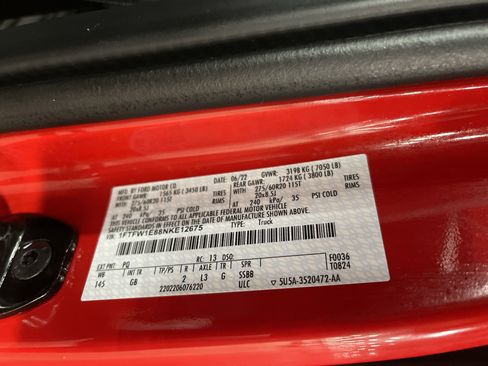 MFD. BY FORD MOTOR CO.
DATE: 06/22 GVWR: 3198 KG ( 7050 LB)
FRONT GAWR: 1565 KG ( 3450 LB) REAR GAWR: 1724 KG ( 3800 LB)
275/60R20 115T TIRES 275/60R20 115T TIRES
20x8.5J RIMS 20x8.5J RIMS
AT 240 kPa/ 35 PSI COLD AT 240 kPa/ 35 PSI COLD
THIS VEHICLE CONFORMS TO ALL APPLICABLE FEDERAL MOTOR VEHICLE
SAFETY STANDARDS IN EFFECT ON THE DATE OF MANUFACTURE SHOWN ABOVE.
VIN: 1FTFW1E88NKE12675
TYPE: TRUCK
EXT PNT: PQ RC: 13 DSO: F0036
WB INT TR TP/PS R AXLE TR SPR T0824
145 GB 2 L3 G SSBB
2202206076220 ULC ▽ 5U5A-3520472-AA